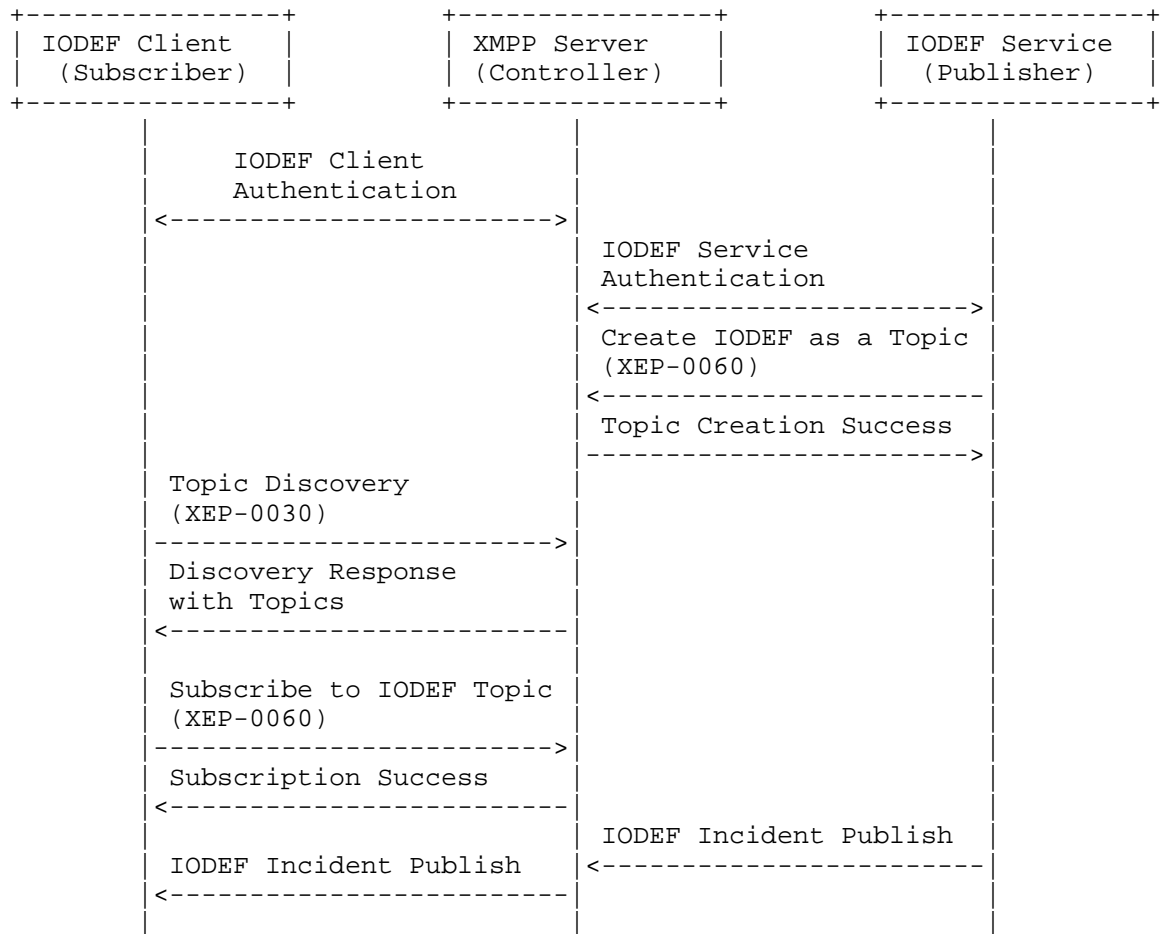 IODEF Client XMPP Server IODEF Service
(Subscriber) (Controller) (Publisher)
IODEF Client
Authentication
IODEF Service
Authentication
Create IODEF as a Topic
(XEP-0060)
Topic Creation Success
Topic Discovery
(XEP-0030)
Discovery Response
with Topics
Subscribe to IODEF Topic
(XEP-0060)
Subscription Success
IODEF Incident Publish
IODEF Incident Publish